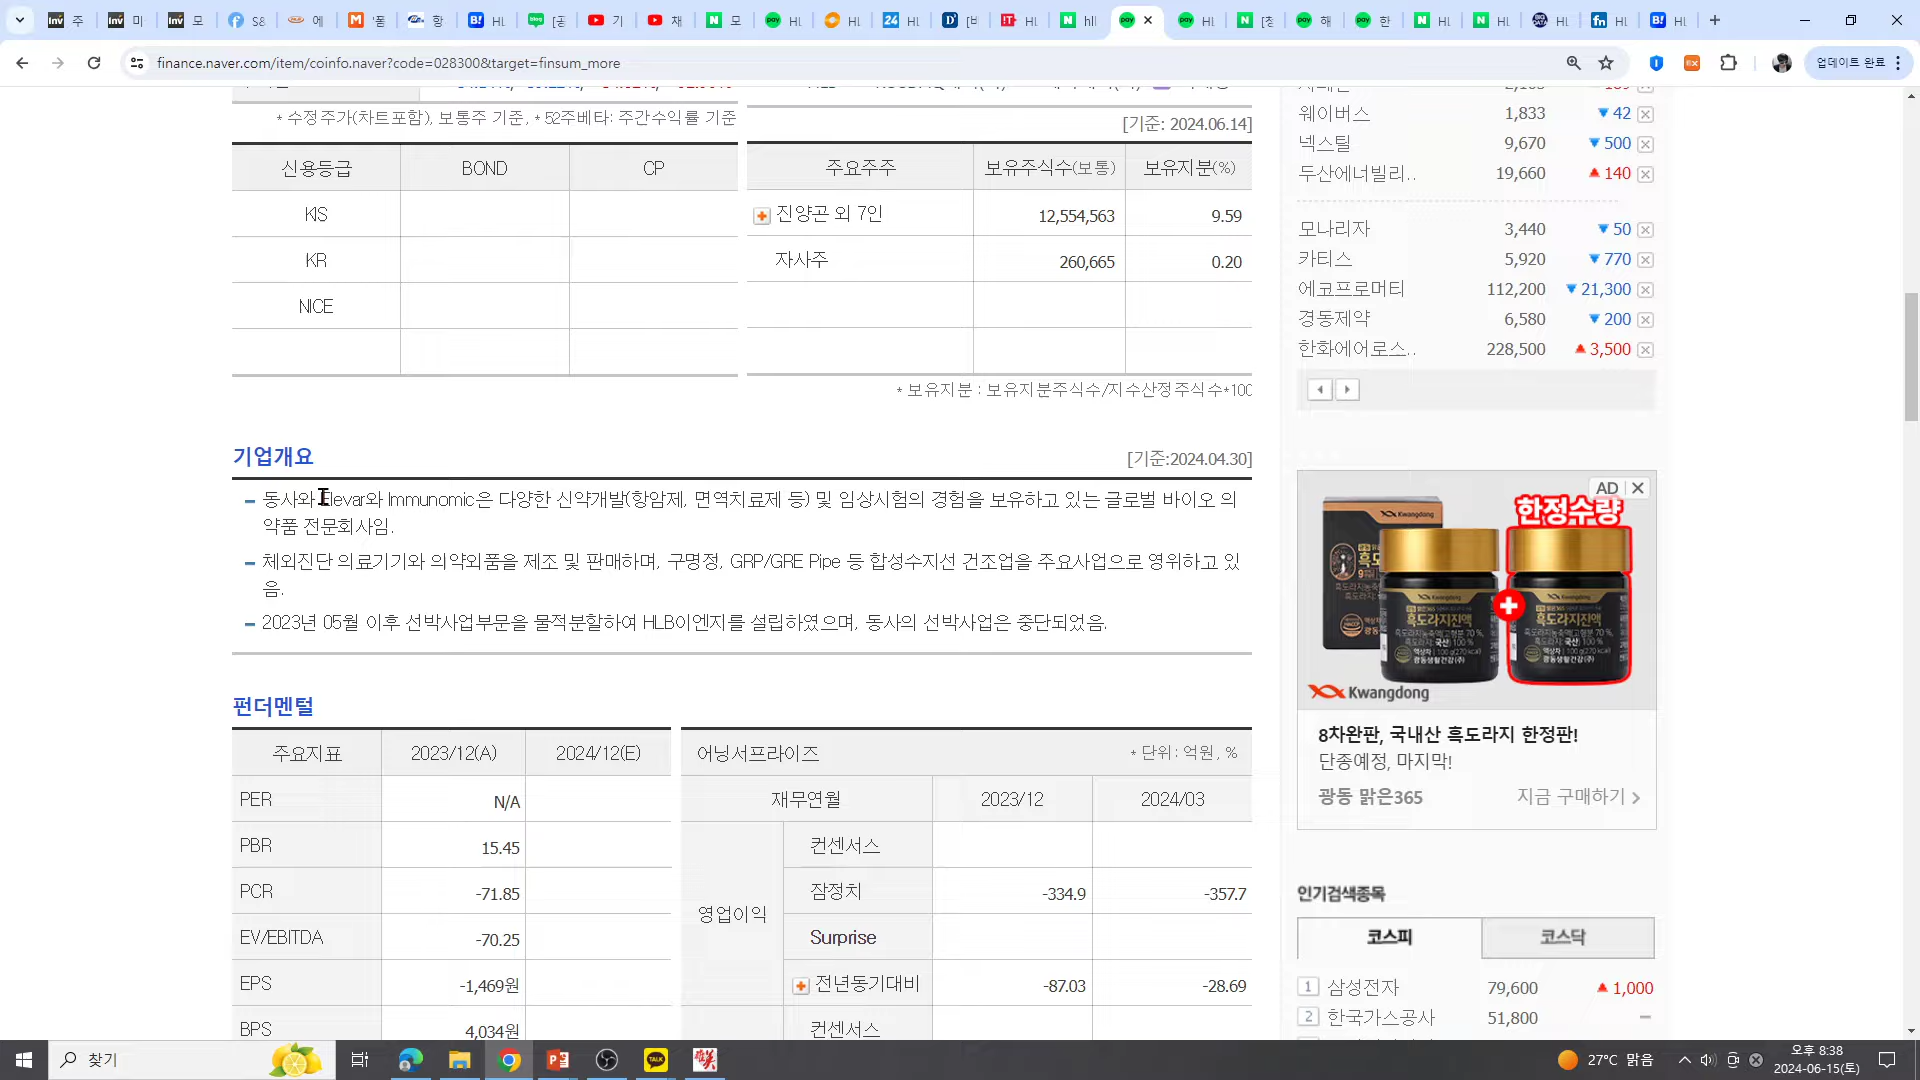 주
미
모
S&
에
'폼
항
HL
[공
기
채
모
HL
HL
HL
[ㅂ
HL
hlb
HL
[장
해
한
HL
HL
HL
HL
HL
finance.naver.com/item/coinfo.naver?code=028300&target=finsum_more
업데이트 완료
* 수정주가(차트포함), 보통주 기준, * 52주베타: 주간수익률 기준
[기준: 2024.06.14]
신용등급 BOND CP
KIS
KR
NICE
주요주주 보유주식수(보통) 보유지분(%)
진양곤 외 7인 12,554,563 9.59
자사주 260,665 0.20
* 보유지분 : 보유지분주식수/지수산정주식수*100
기업개요 [기준:2024.04.30]
동사와 Elevar와 Immunomic은 다양한 신약개발(항암제, 면역치료제 등) 및 임상시험의 경험을 보유하고 있는 글로벌 바이오 의
약품 전문회사임.
체외진단 의료기기와 의약외품을 제조 및 판매하며, 구명정, GRP/GRE Pipe 등 합성수지선 건조업을 주요사업으로 영위하고 있
음.
2023년 05월 이후 선박사업부문을 물적분할하여 HLB이엔지를 설립하였으며, 동사의 선박사업은 중단되었음.
펀더멘털
주요지표 2023/12(A) 2024/12(E)
PER N/A
PBR 15.45
PCR -71.85
EV/EBITDA -70.25
EPS -1,469원
BPS 4,034원
어닝서프라이즈 * 단위 : 억원, %
재무연월 2023/12 2024/03
영업이익
컨센서스
잠정치 -334.9 -357.7
Surprise
전년동기대비 -87.03 -28.69
컨센서스
웨이버스 1,833 ▼ 42
넥스틸 9,670 ▼ 500
두산에너빌리.. 19,660 ▲ 140
모나리자 3,440 ▼ 50
카티스 5,920 ▼ 770
에코프로머티 112,200 ▼ 21,300
경동제약 6,580 ▼ 200
한화에어로스.. 228,500 ▲ 3,500
AD
한정수량
Kwangdong
흑도라지진액
Kwangdong
8차완판, 국내산 흑도라지 한정판!
단종예정, 마지막!
광동 맑은365 지금 구매하기
인기검색종목
코스피 코스닥
1 삼성전자 79,600 ▲ 1,000
2 한국가스공사 51,800 –
찾기
TALK
27°C 맑음
오후 8:38
2024-06-15(토)